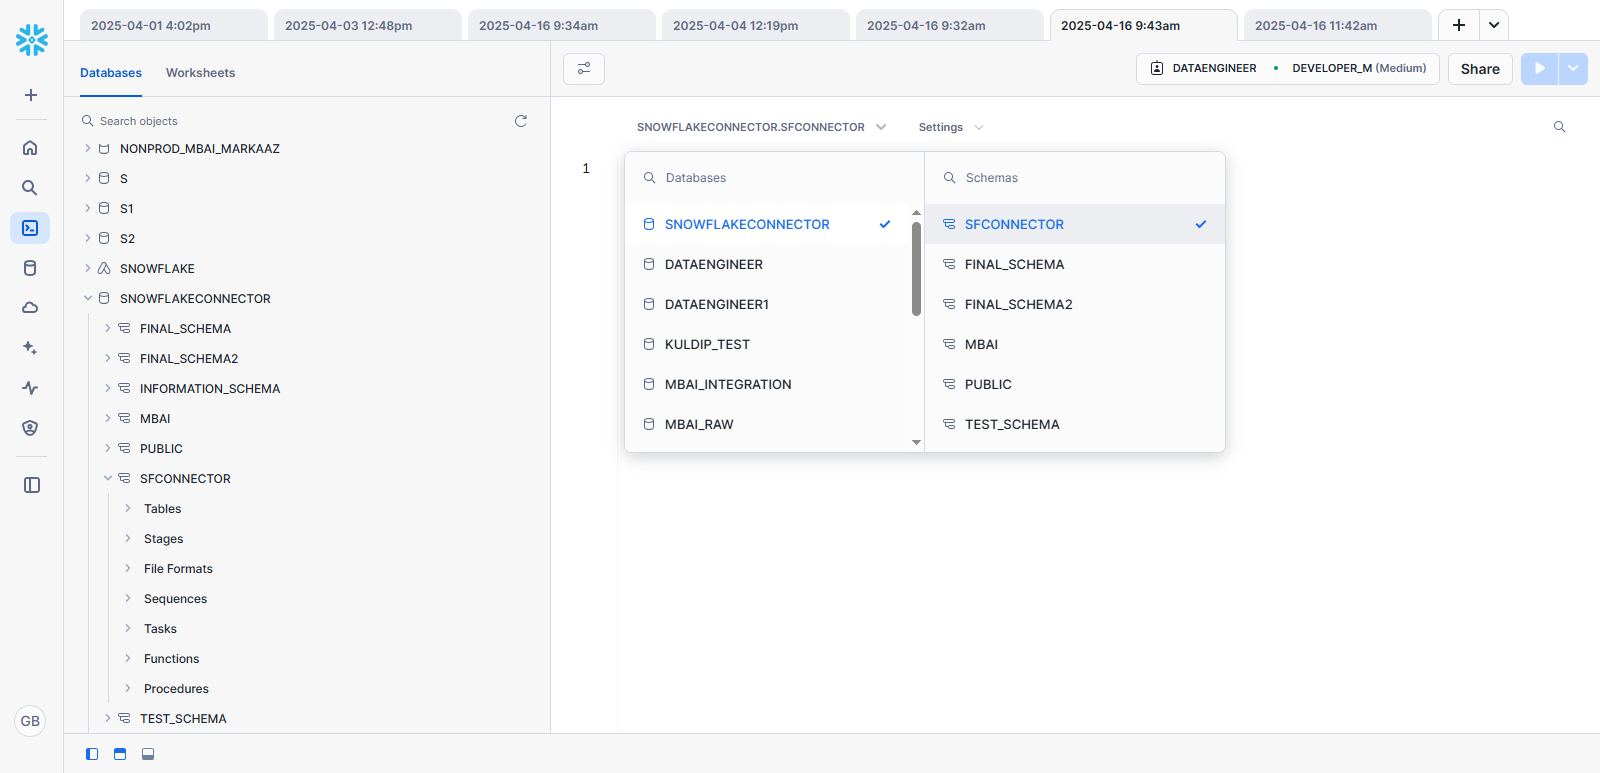 2025-04-01 4:02pm
2025-04-03 12:48pm
2025-04-16 9:34am
2025-04-04 12:19pm
2025-04-16 9:32am
2025-04-16 9:43am
2025-04-16 11:42am
Databases
Worksheets
DATAENGINEER
DEVELOPER_M (Medium)
Share
Search objects
NONPROD_MBAI_MARKAAZ
S
S1
S2
SNOWFLAKE
SNOWFLAKECONNECTOR
FINAL_SCHEMA
FINAL_SCHEMA2
INFORMATION_SCHEMA
MBAI
PUBLIC
SFCONNECTOR
Tables
Stages
File Formats
Sequences
Tasks
Functions
Procedures
TEST_SCHEMA
GB
SNOWFLAKECONNECTOR.SFCONNECTOR
Settings
1
Databases
SNOWFLAKECONNECTOR
DATAENGINEER
DATAENGINEER1
KULDIP_TEST
MBAI_INTEGRATION
MBAI_RAW
Schemas
SFCONNECTOR
FINAL_SCHEMA
FINAL_SCHEMA2
MBAI
PUBLIC
TEST_SCHEMA